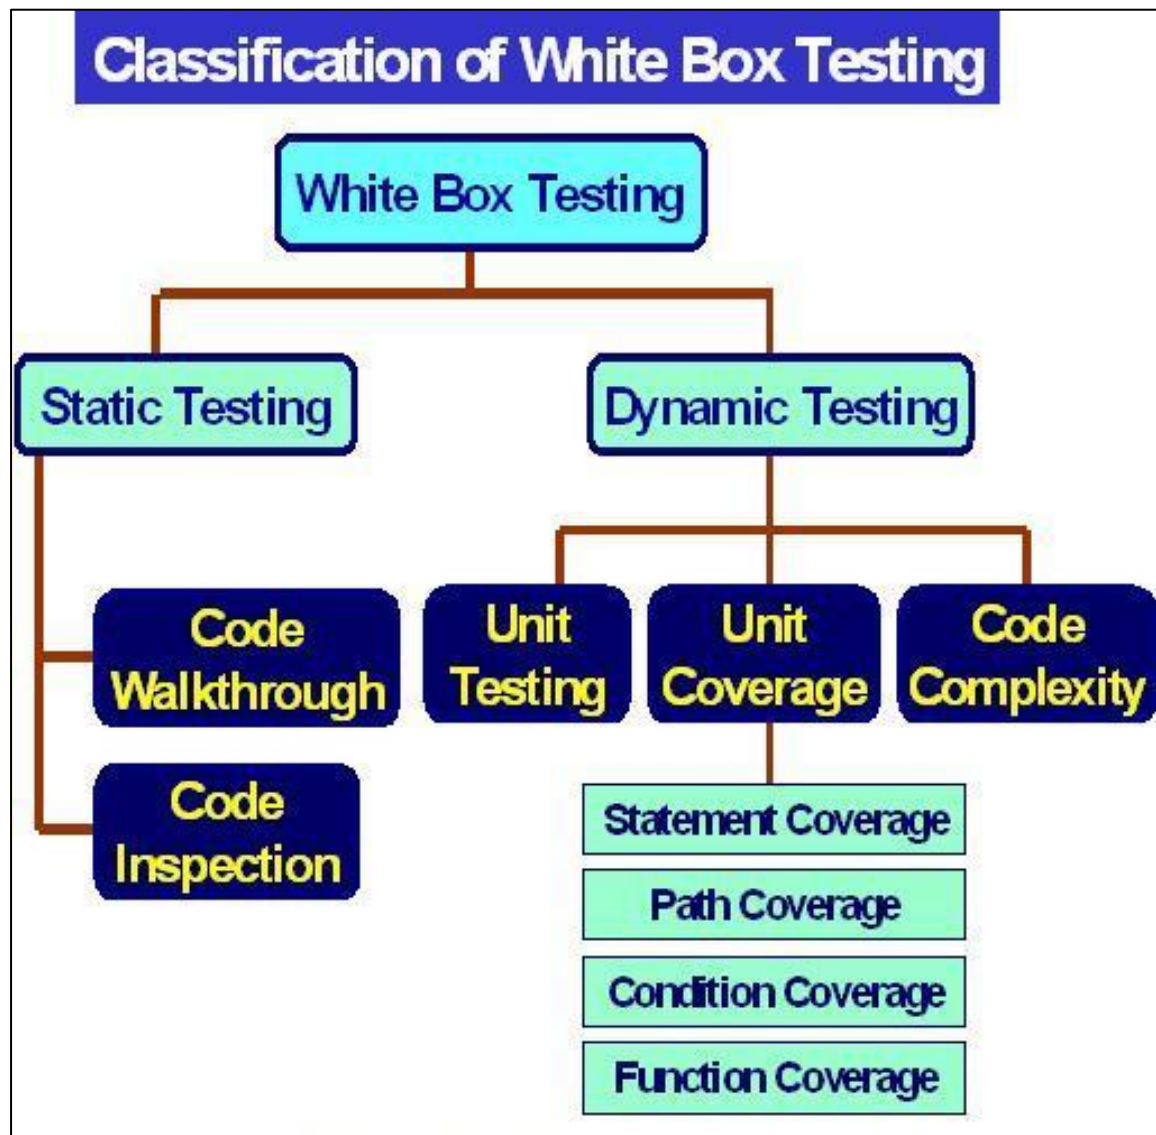 Classification of White Box Testing
White Box Testing
Static Testing
Dynamic Testing
Code
Walkthrough
Code
Inspection
Unit
Testing
Unit
Coverage
Code
Complexity
Statement Coverage
Path Coverage
Condition Coverage
Function Coverage